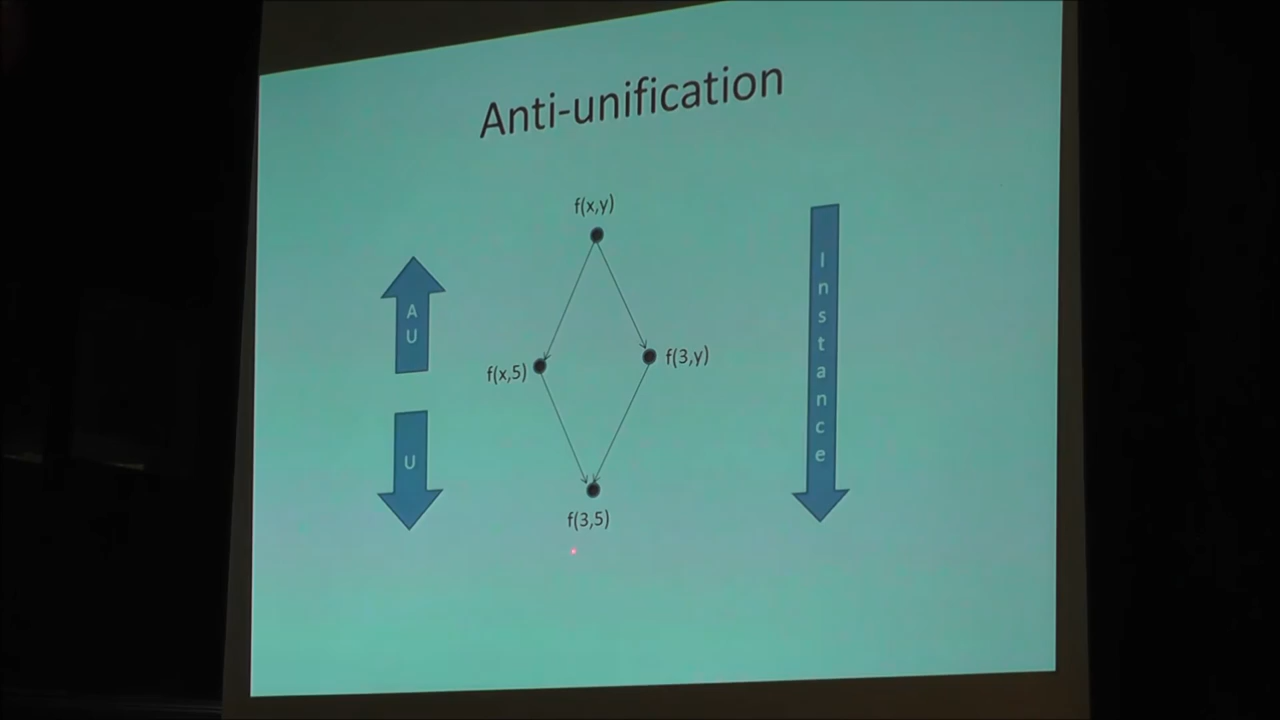 Anti-unification
f(x,y)
AU
f(x,5)
f(3,y)
U
f(3,5)
Instance